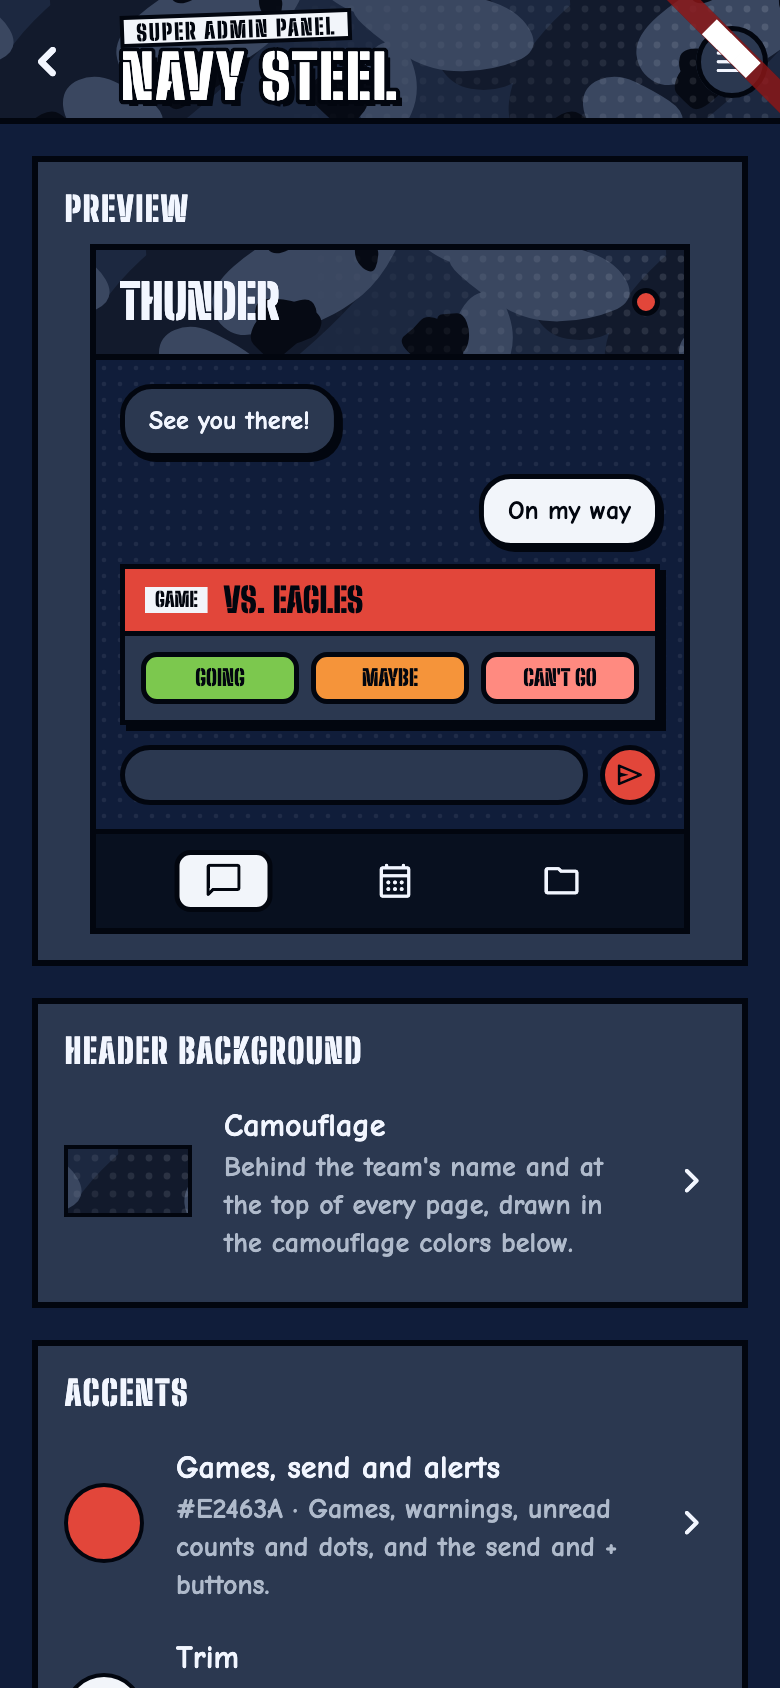 SUPER ADMIN PANEL
NAVY STEEL
PREVIEW
THUNDER
See you there!
On my way
GAME VS. EAGLES
GOING MAYBE CAN'T GO
HEADER BACKGROUND
Camouflage
Behind the team's name and at
the top of every page, drawn in
the camouflage colors below.
ACCENTS
Games, send and alerts
#E2463A · Games, warnings, unread
counts and dots, and the send and +
buttons.
Trim